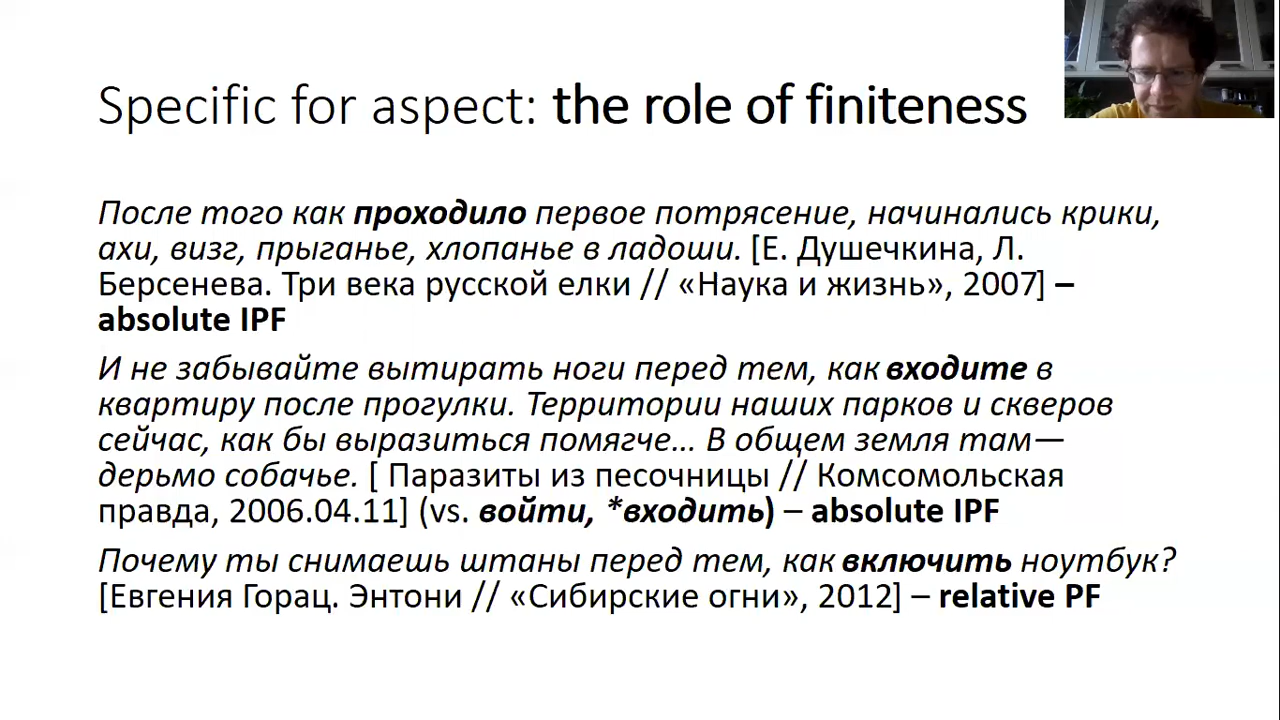 Specific for aspect: the role of finiteness
После того как проходило первое потрясение, начинались крики,
ахи, визг, прыганье, хлопанье в ладоши. [Е. Душечкина, Л.
Берсенева. Три века русской елки // «Наука и жизнь», 2007] –
absolute IPF
И не забывайте вытирать ноги перед тем, как входите в
квартиру после прогулки. Территории наших парков и скверов
сейчас, как бы выразиться помягче... В общем земля там—
дерьмо собачье. [ Паразиты из песочницы // Комсомольская
правда, 2006.04.11] (vs. войти, *входить) – absolute IPF
Почему ты снимаешь штаны перед тем, как включить ноутбук?
[Евгения Горац. Энтони // «Сибирские огни», 2012] – relative PF